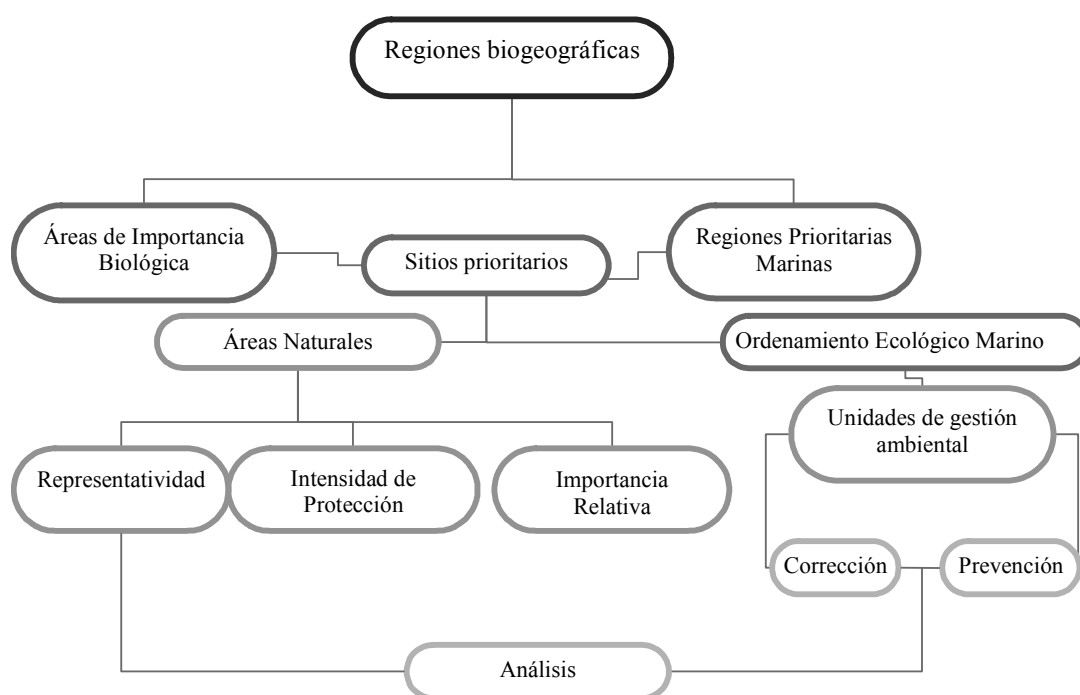 Regiones biogeográficas
Áreas de Importancia
Biológica
Sitios prioritarios
Regiones Prioritarias
Marinas
Áreas Naturales
Ordenamiento Ecológico Marino
Unidades de gestión
ambiental
Representatividad
Intensidad de
Protección
Importancia
Relativa
Corrección
Prevención
Análisis